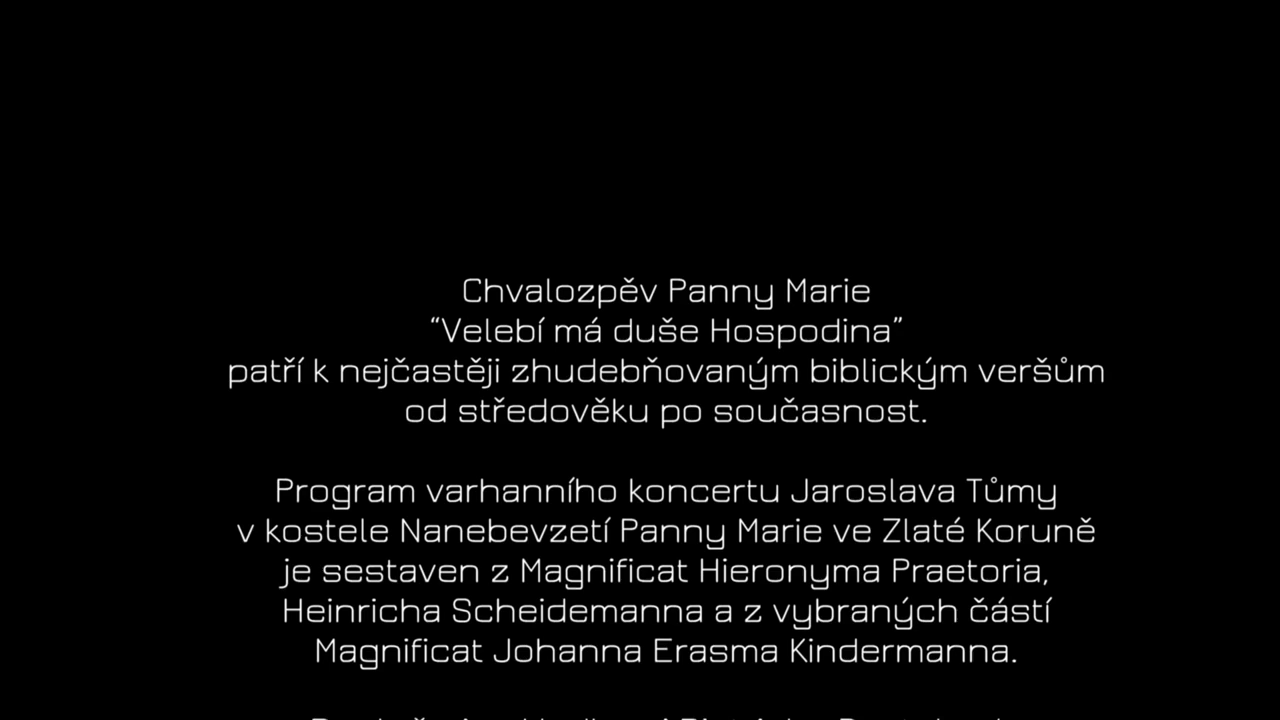 Chvalozpěv Panny Marie
“Velebí má duše Hospodina”
patří k nejčastěji zhudebňovaným biblickým veršům
od středověku po současnost.
Program varhanního koncertu Jaroslava Tůmy
v kostele Nanebevzetí Panny Marie ve Zlaté Koruně
je sestaven z Magnificat Hieronyma Praetoria,
Heinricha Scheidemanna a z vybraných částí
Magnificat Johanna Erasma Kindermanna.